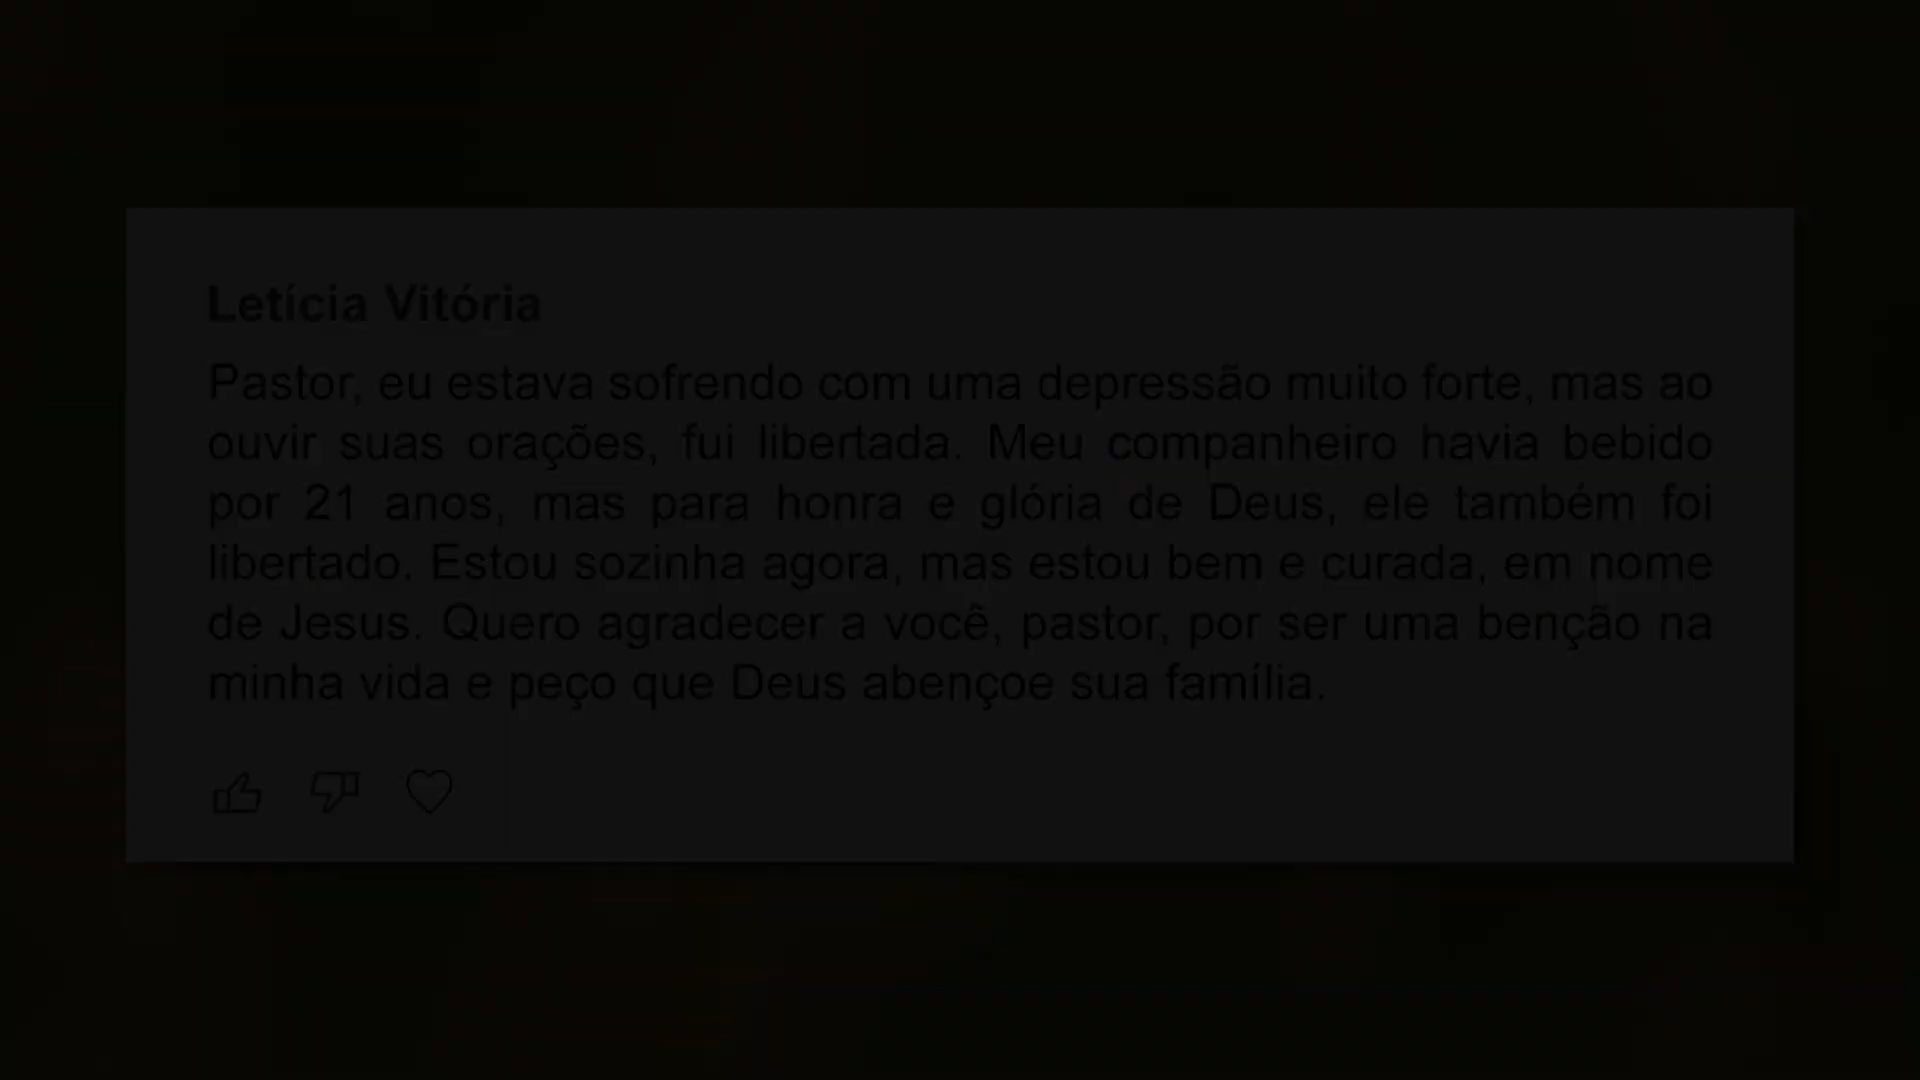 Letícia Vitória
Pastor, eu estava sofrendo com uma depressão muito forte, mas ao
ouvir suas orações, fui libertada. Meu companheiro havia bebido
por 21 anos, mas para honra e glória de Deus, ele também foi
libertado. Estou sozinha agora, mas estou bem e curada, em nome
de Jesus. Quero agradecer a você, pastor, por ser uma benção na
minha vida e peço que Deus abençoe sua família.